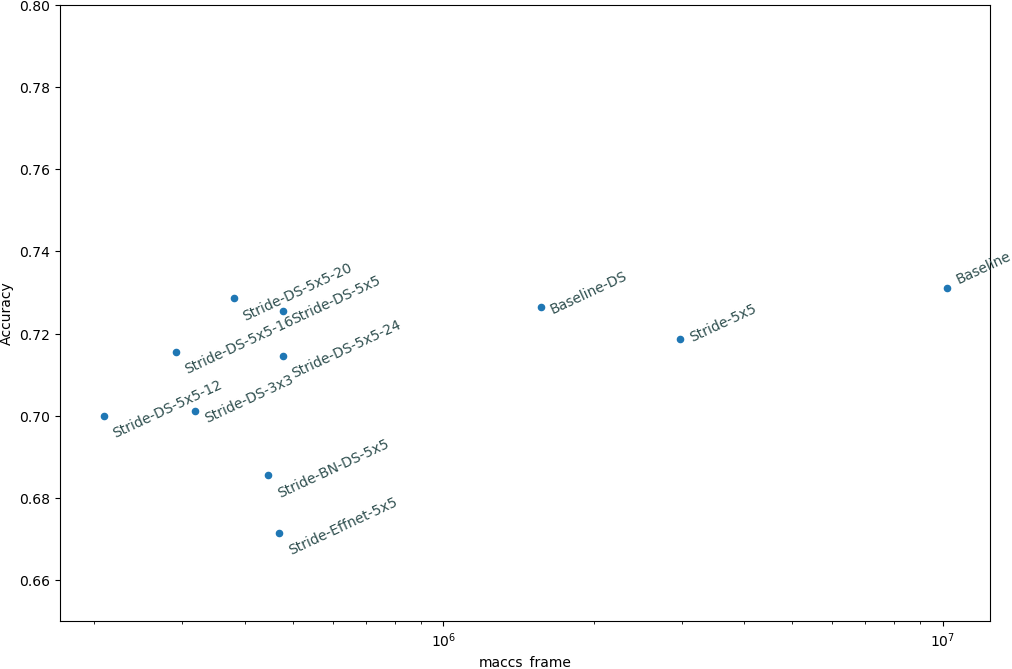 0.80
0.78
0.76
0.74
0.72
0.70
0.68
0.66
Accuracy
Baseline
Stride-DS-5x5-20
Stride-DS-5x5
Baseline-DS
Stride-5x5
Stride-DS-5x5-16
Stride-DS-5x5-24
Stride-DS-5x5-12
Stride-DS-3x3
Stride-BN-DS-5x5
Stride-Effnet-5x5
10⁶
10⁷
maccs_frame